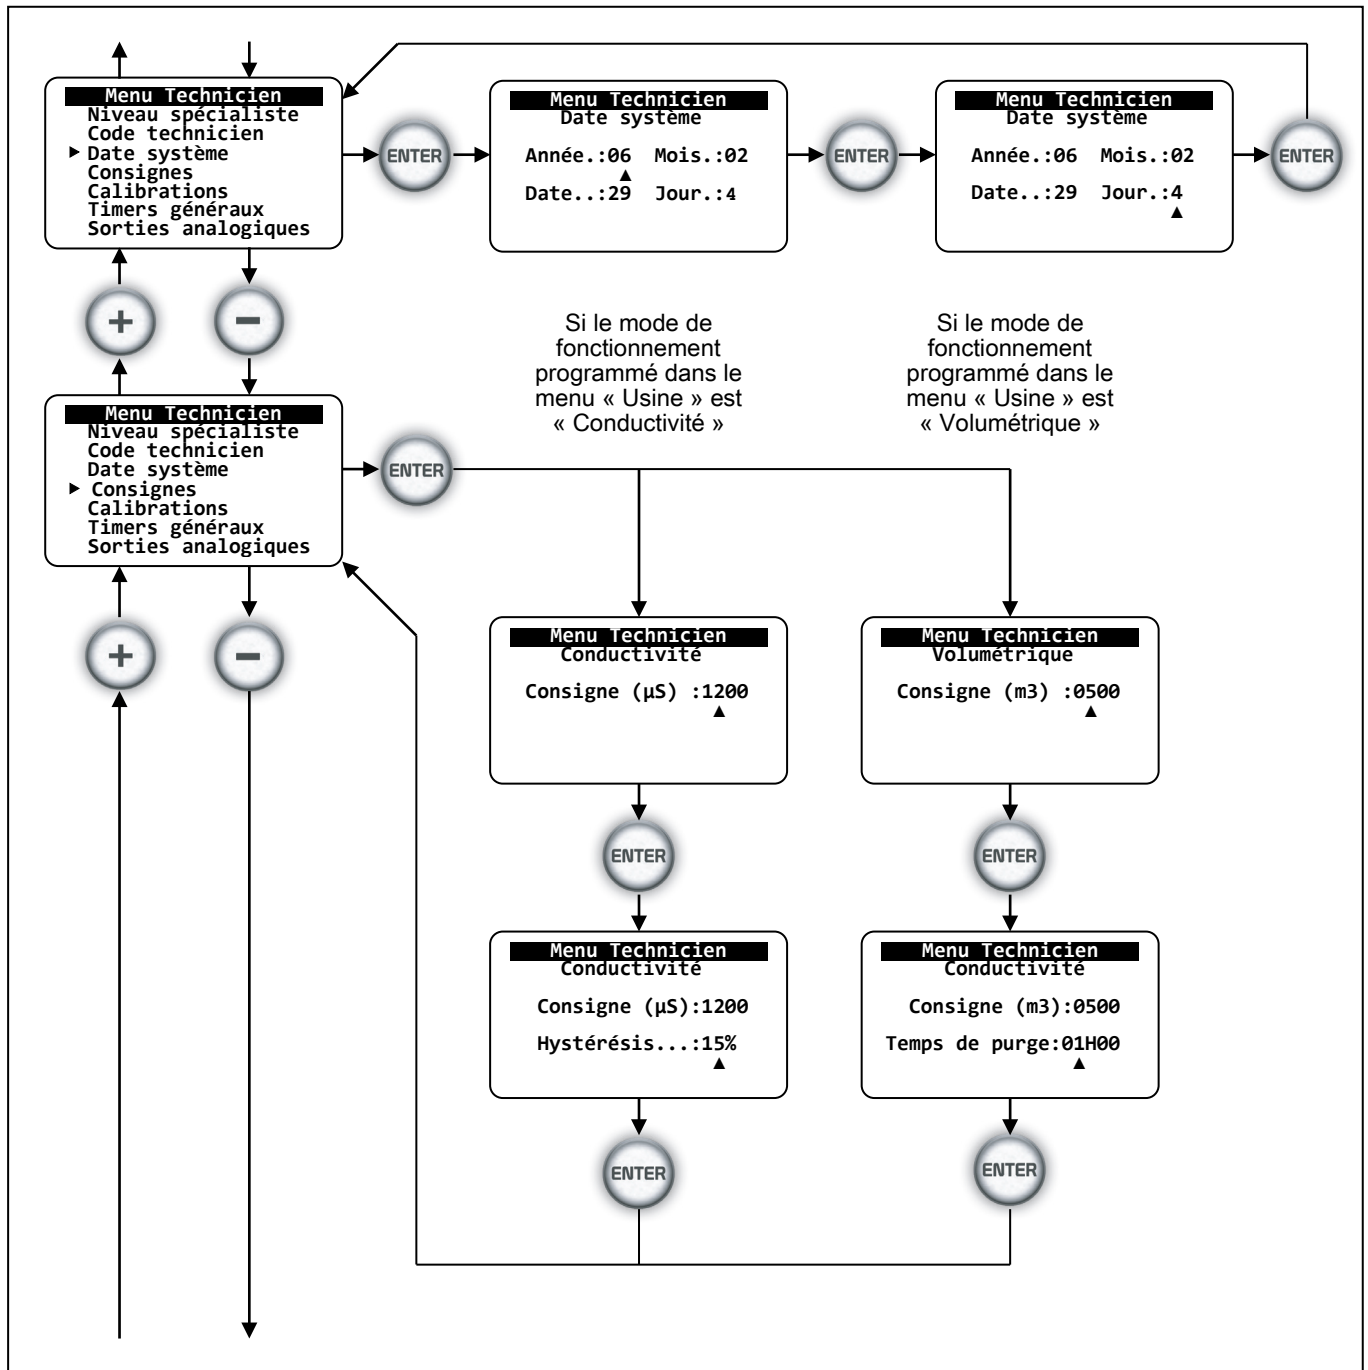 Menu Technicien
Niveau spécialiste
Code technicien
▶ Date système
Consignes
Calibrations
Timers généraux
Sorties analogiques
ENTER
Menu Technicien
Date système
Année.:06 Mois.:02
▲
Date..:29 Jour.:4
ENTER
Menu Technicien
Date système
Année.:06 Mois.:02
Date..:29 Jour.:4
▲
ENTER
+
-
Si le mode de
fonctionnement
programmé dans le
menu « Usine » est
« Conductivité »
Si le mode de
fonctionnement
programmé dans le
menu « Usine » est
« Volumétrique »
Menu Technicien
Niveau spécialiste
Code technicien
Date système
▶ Consignes
Calibrations
Timers généraux
Sorties analogiques
ENTER
+
-
Menu Technicien
Conductivité
Consigne (µS) :1200
▲
Menu Technicien
Volumétrique
Consigne (m3) :0500
▲
ENTER
ENTER
Menu Technicien
Conductivité
Consigne (µS):1200
Hystérésis...:15%
▲
Menu Technicien
Conductivité
Consigne (m3):0500
Temps de purge:01H00
▲
ENTER
ENTER